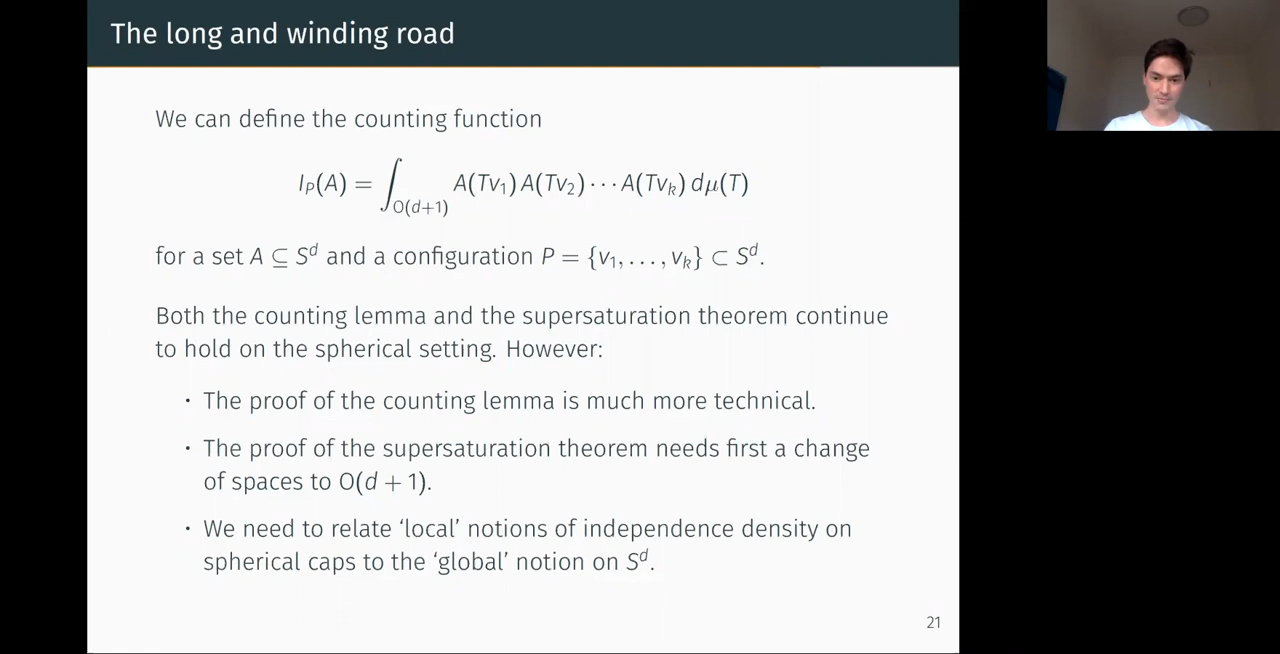 The long and winding road
We can define the counting function
I_P(A) = ∫_{O(d+1)} A(Tv₁) A(Tv₂) ⋯ A(Tv_k) dμ(T)
for a set A ⊆ S^d and a configuration P = {v₁, . . . , v_k} ⊂ S^d.
Both the counting lemma and the supersaturation theorem continue
to hold on the spherical setting. However:
· The proof of the counting lemma is much more technical.
· The proof of the supersaturation theorem needs first a change
of spaces to O(d + 1).
· We need to relate ‘local’ notions of independence density on
spherical caps to the ‘global’ notion on S^d.
21